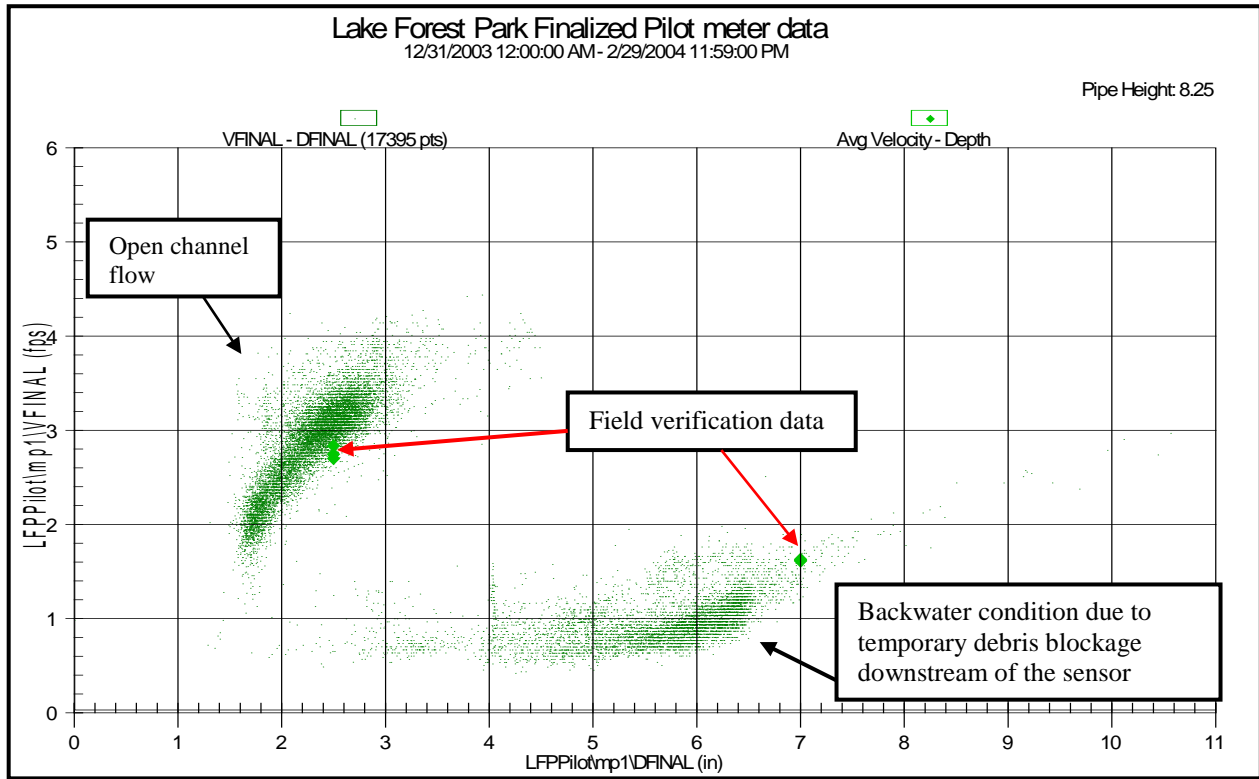 Lake Forest Park Finalized Pilot meter data
12/31/2003 12:00:00 AM - 2/29/2004 11:59:00 PM
Pipe Height: 8.25
VFINAL - DFINAL (17395 pts)
Avg Velocity - Depth
LFPPilot\mp1\VFINAL (fps)
6
5
4
3
2
1
0
Open channel
flow
Field verification data
Backwater condition due to
temporary debris blockage
downstream of the sensor
0 1 2 3 4 5 6 7 8 9 10 11
LFPPilot\mp1\DFINAL (in)